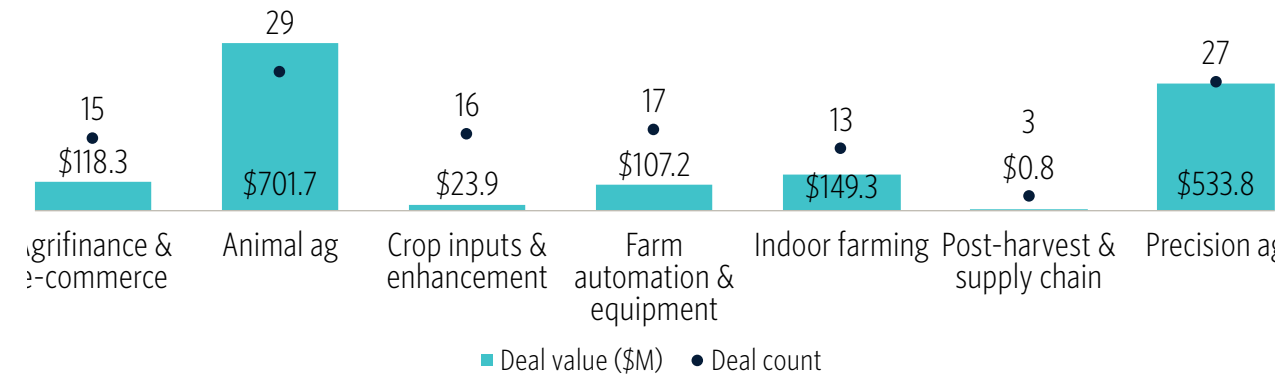 29
27
15
16
17
13
3
$118.3
$701.7
$23.9
$107.2
$149.3
$0.8
$533.8
grifinance &
e-commerce
Animal ag
Crop inputs &
enhancement
Farm
automation &
equipment
Indoor farming
Post-harvest &
supply chain
Precision ag
Deal value ($M)
Deal count